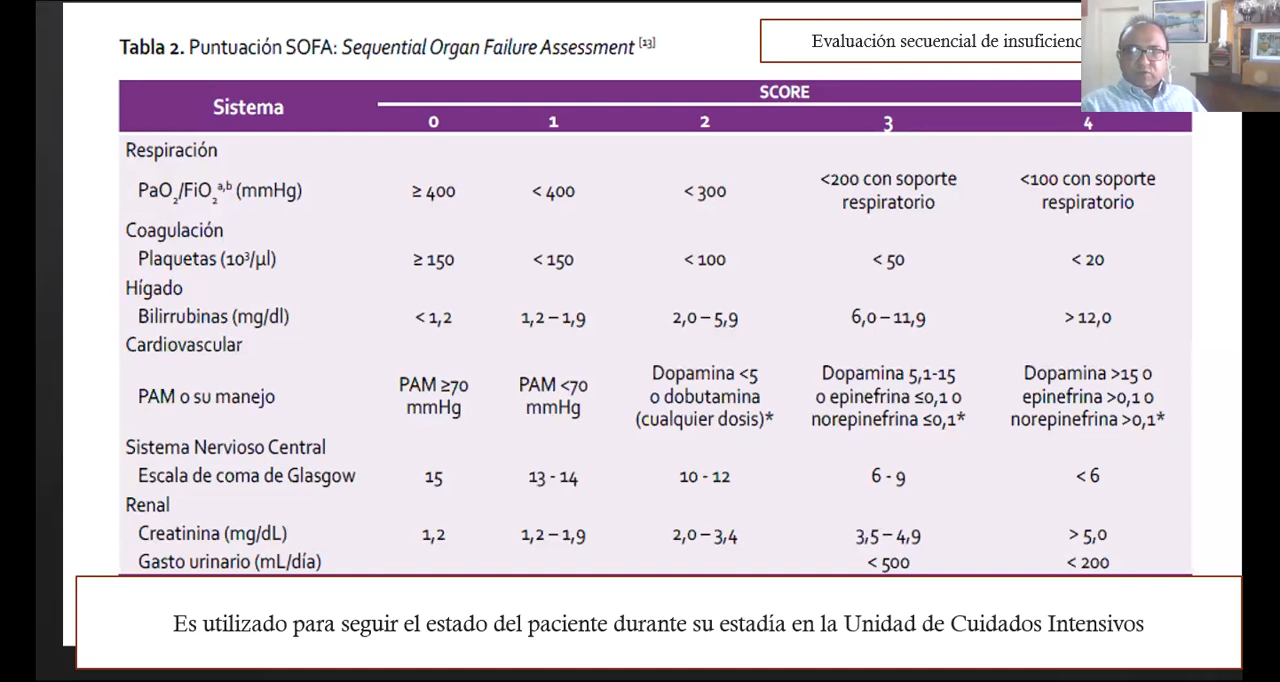 Tabla 2. Puntuación SOFA: Sequential Organ Failure Assessment [13]
Evaluación secuencial de
Sistema
SCORE
0 1 2 3 4
Respiración
PaO₂/FiO₂ᵃ,ᵇ (mmHg) ≥ 400 < 400 < 300 <200 con soporte respiratorio <100 con soporte respiratorio
Coagulación
Plaquetas (10³/µl) ≥ 150 < 150 < 100 < 50 < 20
Hígado
Bilirrubinas (mg/dl) < 1,2 1,2 – 1,9 2,0 – 5,9 6,0 – 11,9 > 12,0
Cardiovascular
PAM o su manejo PAM ≥70 mmHg PAM <70 mmHg Dopamina <5 o dobutamina (cualquier dosis)* Dopamina 5,1-15 o epinefrina ≤0,1 o norepinefrina ≤0,1* Dopamina >15 o epinefrina >0,1 o norepinefrina >0,1*
Sistema Nervioso Central
Escala de coma de Glasgow 15 13 - 14 10 - 12 6 - 9 < 6
Renal
Creatinina (mg/dL) 1,2 1,2 – 1,9 2,0 – 3,4 3,5 – 4,9 > 5,0
Gasto urinario (mL/día) < 500 < 200
Es utilizado para seguir el estado del paciente durante su estadía en la Unidad de Cuidados Intensivos